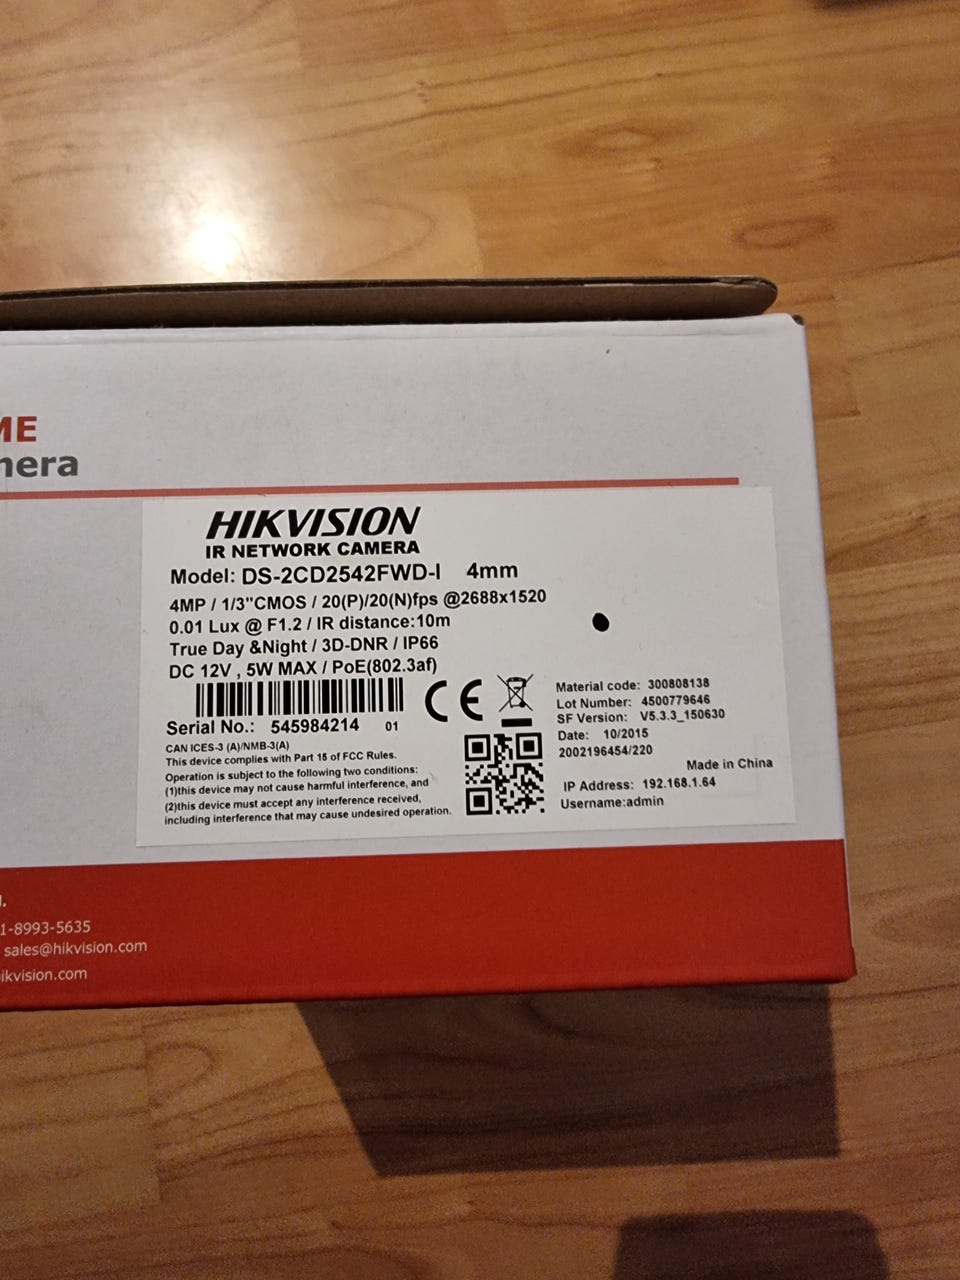 ME
nera
HIKVISION
IR NETWORK CAMERA
Model: DS-2CD2542FWD-I 4mm
4MP / 1/3"CMOS / 20(P)/20(N)fps @2688x1520
0.01 Lux @ F1.2 / IR distance:10m
True Day &Night / 3D-DNR / IP66
DC 12V , 5W MAX / PoE(802.3af)
CE
Serial No.: 545984214 01
CAN ICES-3 (A)/NMB-3(A)
This device complies with Part 15 of FCC Rules.
Operation is subject to the following two conditions:
(1)this device may not cause harmful interference, and
(2)this device must accept any interference received,
including interference that may cause undesired operation.
Material code: 300808138
Lot Number: 4500779646
SF Version: V5.3.3_150630
Date: 10/2015
2002196454/220
Made in China
IP Address: 192.168.1.64
Username:admin
1-8993-5635
sales@hikvision.com
ikvision.com